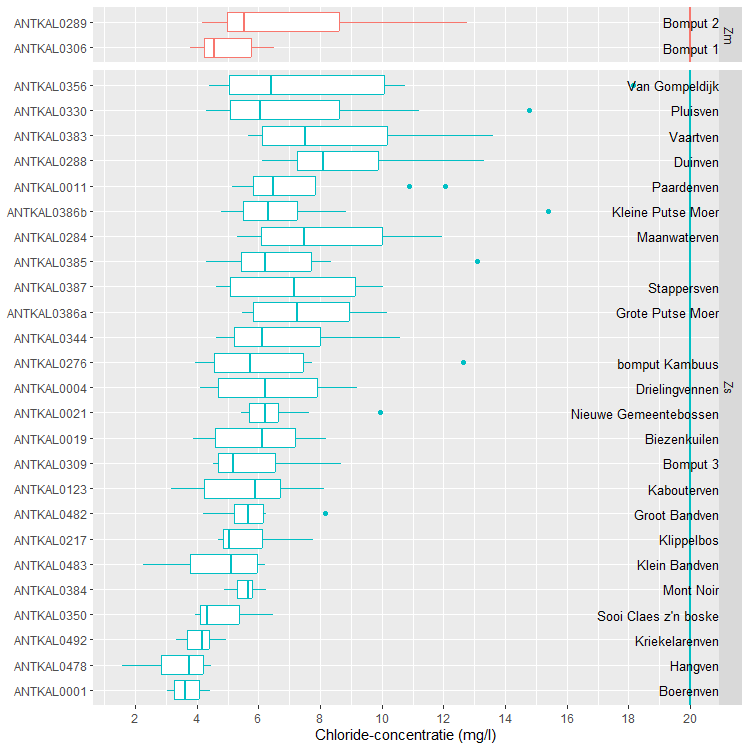 ANTKAL0289 Bomput 2
ANTKAL0306 Bomput 1
Zm
ANTKAL0356 Van Gompeldijk
ANTKAL0330 Pluisven
ANTKAL0383 Vaartven
ANTKAL0288 Duinven
ANTKAL0011 Paardenven
ANTKAL0386b Kleine Putse Moer
ANTKAL0284 Maanwaterven
ANTKAL0385
ANTKAL0387 Stappersven
ANTKAL0386a Grote Putse Moer
ANTKAL0344
ANTKAL0276 bomput Kambuus
ANTKAL0004 Drielingvennen
ANTKAL0021 Nieuwe Gemeentebossen
ANTKAL0019 Biezenkuilen
ANTKAL0309 Bomput 3
ANTKAL0123 Kabouterven
ANTKAL0482 Groot Bandven
ANTKAL0217 Klippelbos
ANTKAL0483 Klein Bandven
ANTKAL0384 Mont Noir
ANTKAL0350 Sooi Claes z'n boske
ANTKAL0492 Kriekelarenven
ANTKAL0478 Hangven
ANTKAL0001 Boerenven
Zs
2 4 6 8 10 12 14 16 18 20
Chloride-concentratie (mg/l)